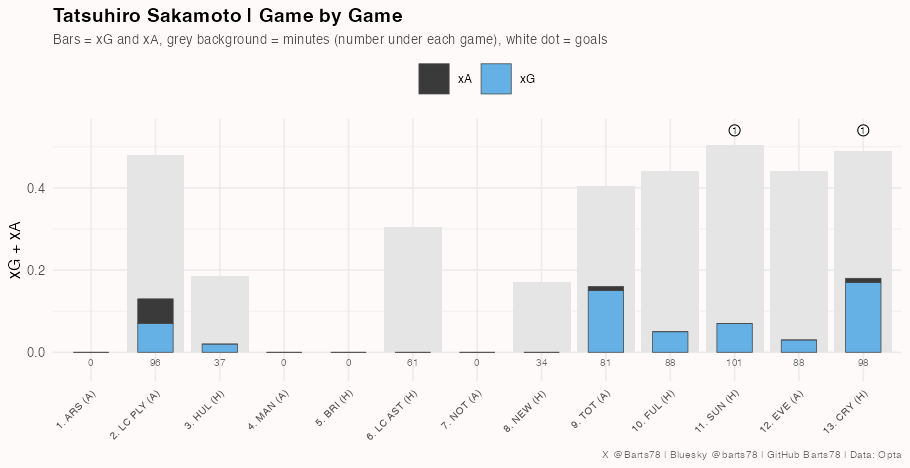 Tatsuhiro Sakamoto | Game by Game
Bars = xG and xA, grey background = minutes (number under each game), white dot = goals
xA xG
1 1
xG + xA
0.4
0.2
0.0
0 96 37 0 0 61 0 34 81 88 101 88 98
1. ARS (A)
2. LC PLY (A)
3. HUL (H)
4. MAN (A)
5. BRI (H)
6. LC AST (H)
7. NOT (A)
8. NEW (H)
9. TOT (A)
10. FUL (H)
11. SUN (H)
12. EVE (A)
13. CRY (H)
X @Barts78 | Bluesky @barts78 | GitHub Barts78 | Data: Opta